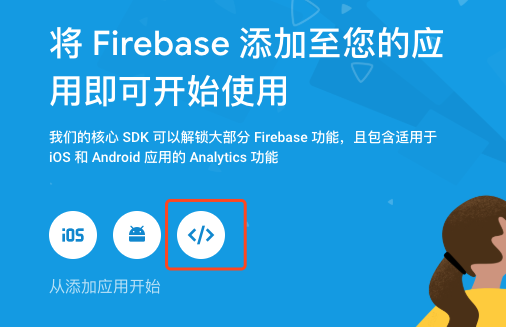 将 Firebase 添加至您的应
用即可开始使用
我们的核心 SDK 可以解锁大部分 Firebase 功能，且包含适用于
iOS 和 Android 应用的 Analytics 功能
iOS
</>
从添加应用开始